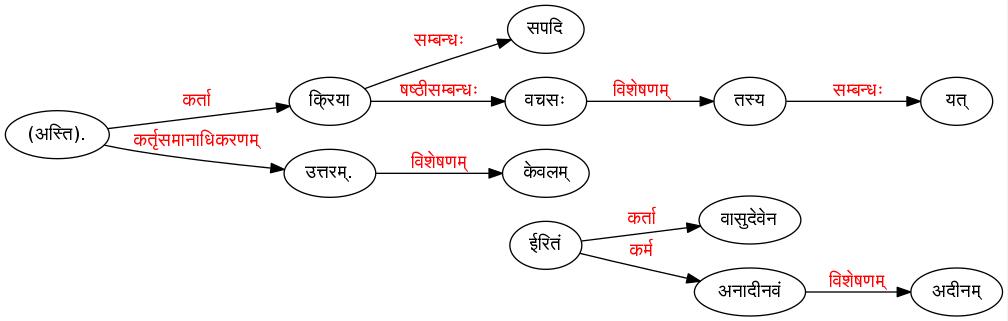 सपदि
सम्बन्धः
कर्ता
क्रिया
षष्ठीसम्बन्धः
वचसः
विशेषणम्
तस्य
सम्बन्धः
यत्
(अस्ति).
कर्तृसमानाधिकरणम्
उत्तरम्.
विशेषणम्
केवलम्
ईरितं
कर्ता
वासुदेवेन
कर्म
अनादीनवं
विशेषणम्
अदीनम्